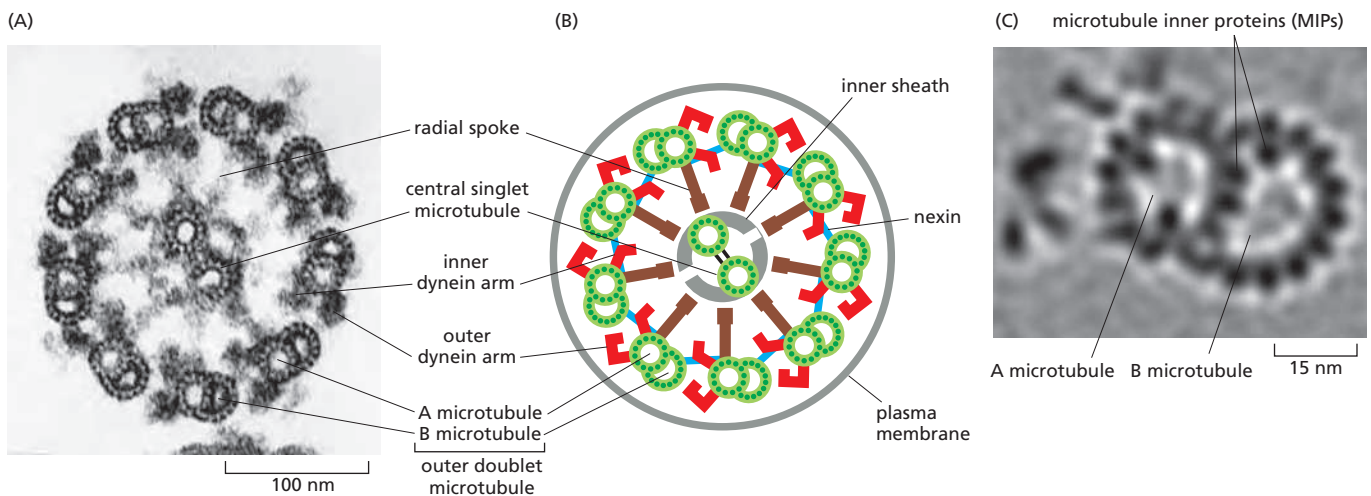 (A)
(B)
(C)
microtubule inner proteins (MIPs)
inner sheath
radial spoke
central singlet
microtubule
nexin
inner
dynein arm
outer
dynein arm
A microtubule
B microtubule
15 nm
A microtubule
B microtubule
plasma
membrane
outer doublet
microtubule
100 nm